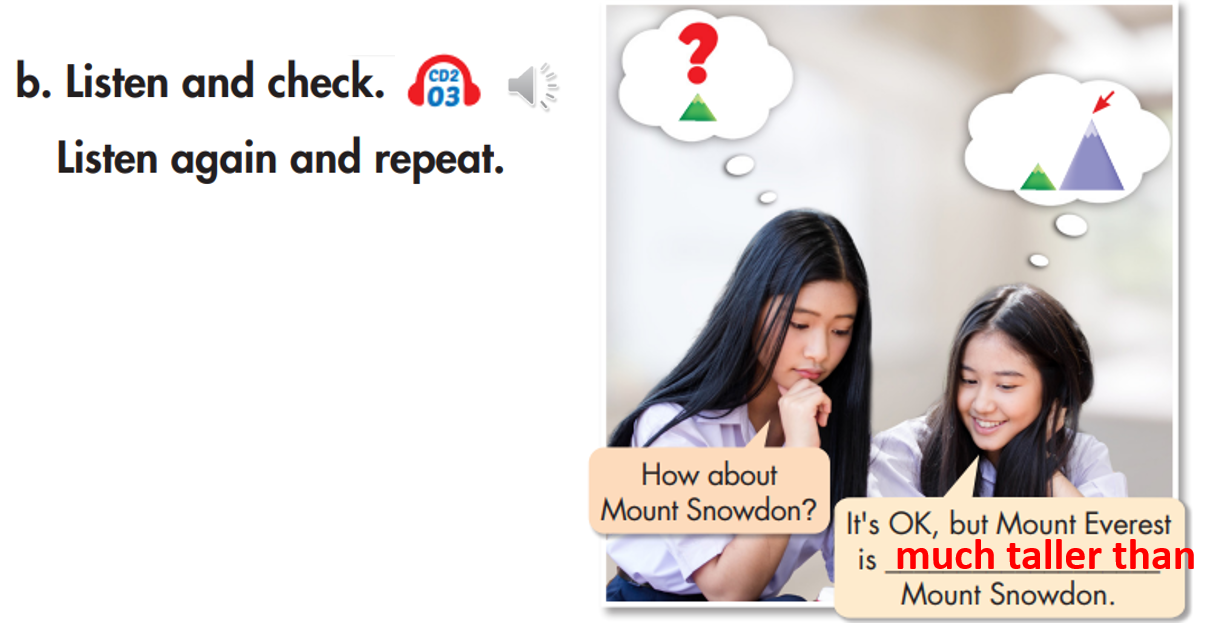 b. Listen and check. CD2 03
Listen again and repeat.
?
How about
Mount Snowdon?
It's OK, but Mount Everest
is much taller than
Mount Snowdon.